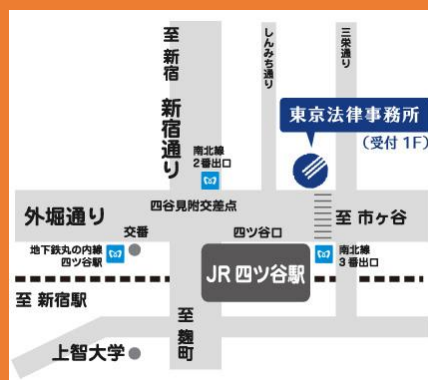 至 新宿
新宿通り
しんみち通り
三栄通り
東京法律事務所
(受付 1F)
南北線
2番出口
四谷見附交差点
外堀通り
至 市ヶ谷
交番
四ツ谷口
地下鉄丸の内線
四ツ谷駅
南北線
3番出口
JR 四ツ谷駅
至 新宿駅
至 麹町
上智大学